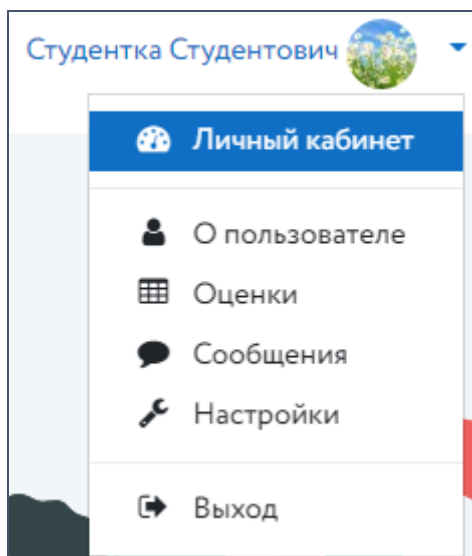 Студентка Студентович
Личный кабинет
О пользователе
Оценки
Сообщения
Настройки
Выход